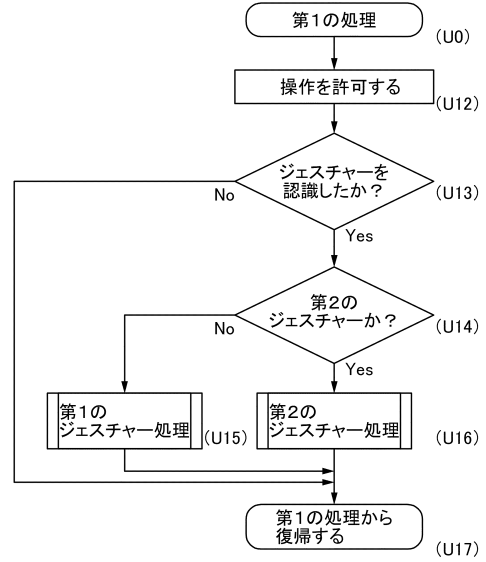 第1の処理
(U0)
操作を許可する
(U12)
ジェスチャーを
認識したか？
No
(U13)
Yes
第2の
ジェスチャーか？
No
(U14)
Yes
第1の
ジェスチャー処理
(U15)
第2の
ジェスチャー処理
(U16)
第1の処理から
復帰する
(U17)